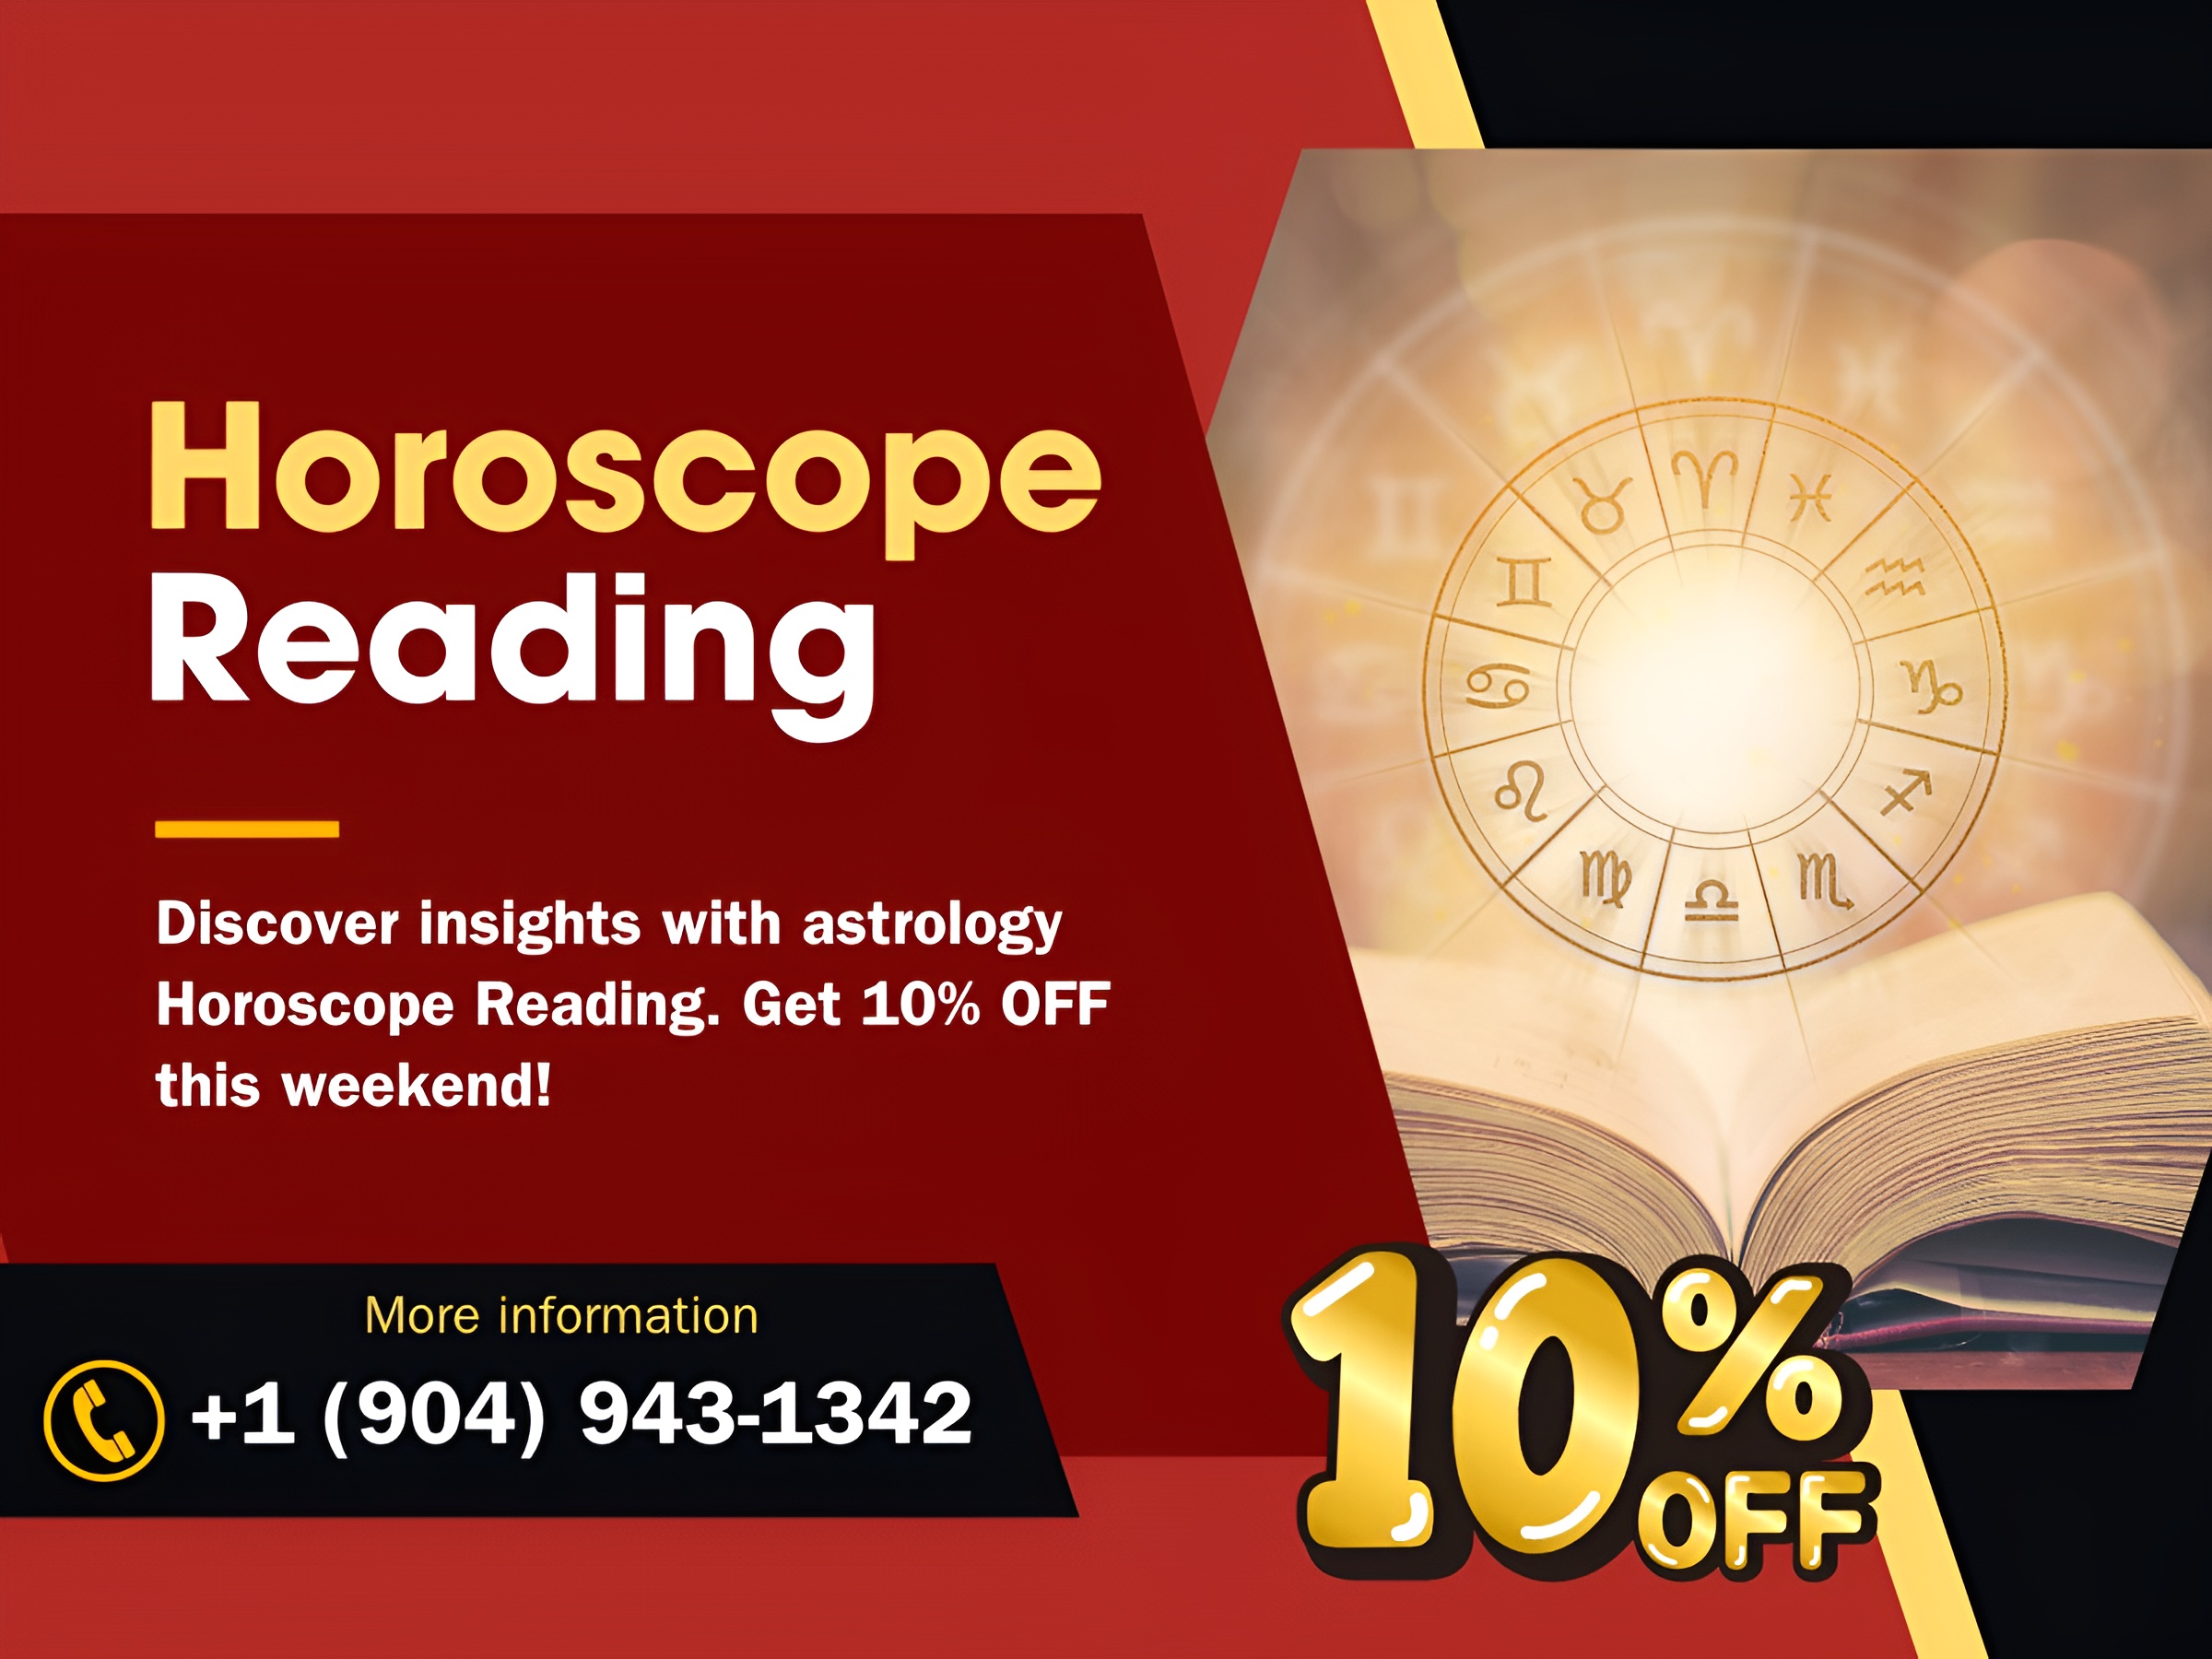 Horoscope
Reading
Discover insights with astrology
Horoscope Reading. Get 10% OFF
this weekend!
More information
+1 (904) 943-1342
10%
OFF